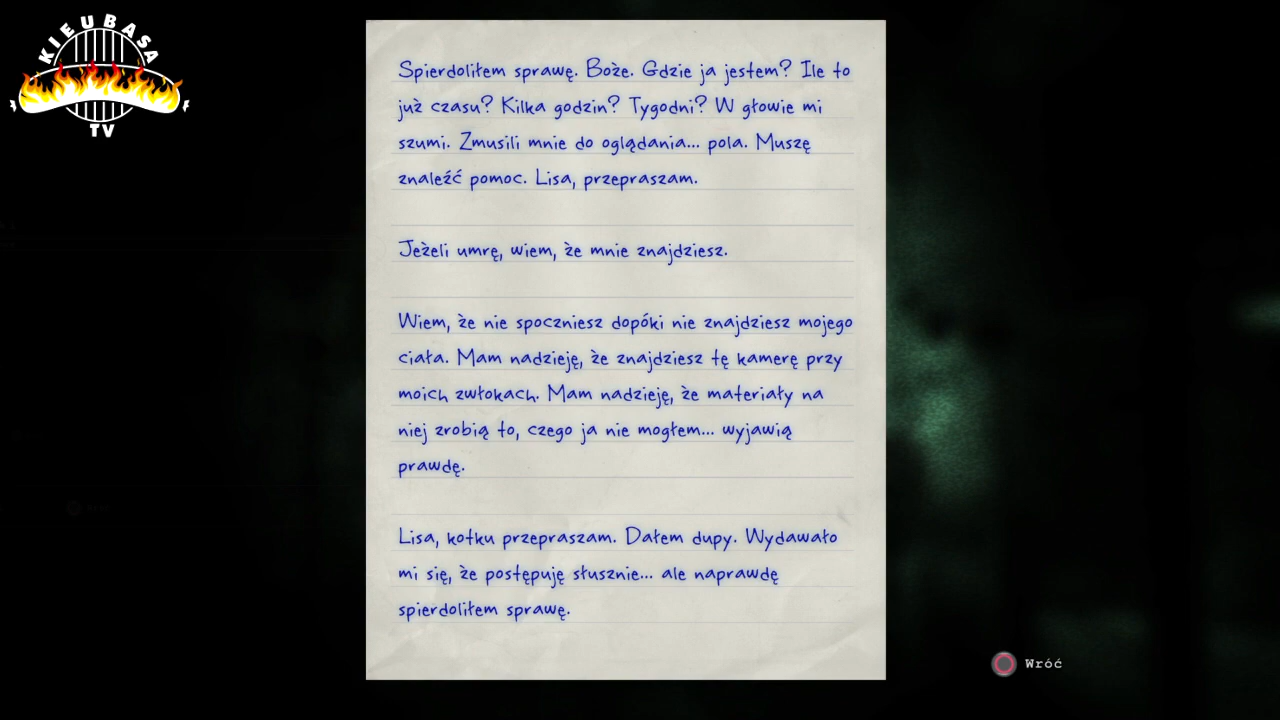 KIEUBASA
TV
Spierdoliłem sprawę. Boże. Gdzie ja jestem? Ile to
już czasu? Kilka godzin? Tygodni? W głowie mi
szumi. Zmusili mnie do oglądania... pola. Muszę
znaleźć pomoc. Lisa, przepraszam.
Jeżeli umrę, wiem, że mnie znajdziesz.
Wiem, że nie spoczniesz dopóki nie znajdziesz mojego
ciała. Mam nadzieję, że znajdziesz tę kamerę przy
moich zwłokach. Mam nadzieję, że materiały na
niej zrobią to, czego ja nie mogłem... wyjawią
prawdę.
Lisa, kotku przepraszam. Dałem dupy. Wydawało
mi się, że postępuję słusznie... ale naprawdę
spierdoliłem sprawę.
Wróć